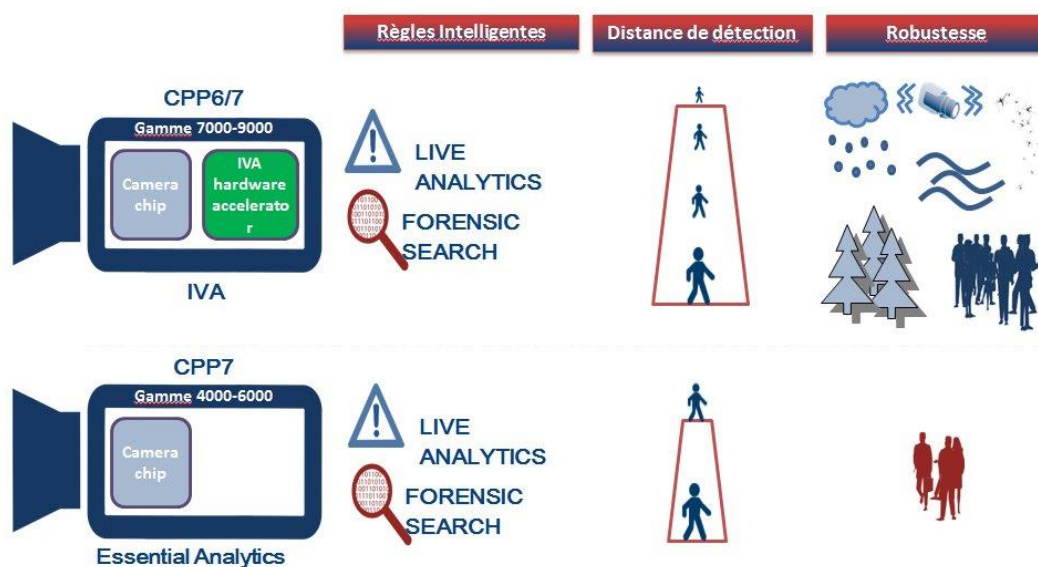 Règles Intelligentes
Distance de détection
Robustesse
CPP6/7
Gamme 7000-9000
Camera
chip
IVA
hardware
accelerato
r
IVA
LIVE
ANALYTICS
FORENSIC
SEARCH
CPP7
Gamme 4000-6000
Camera
chip
Essential Analytics
LIVE
ANALYTICS
FORENSIC
SEARCH